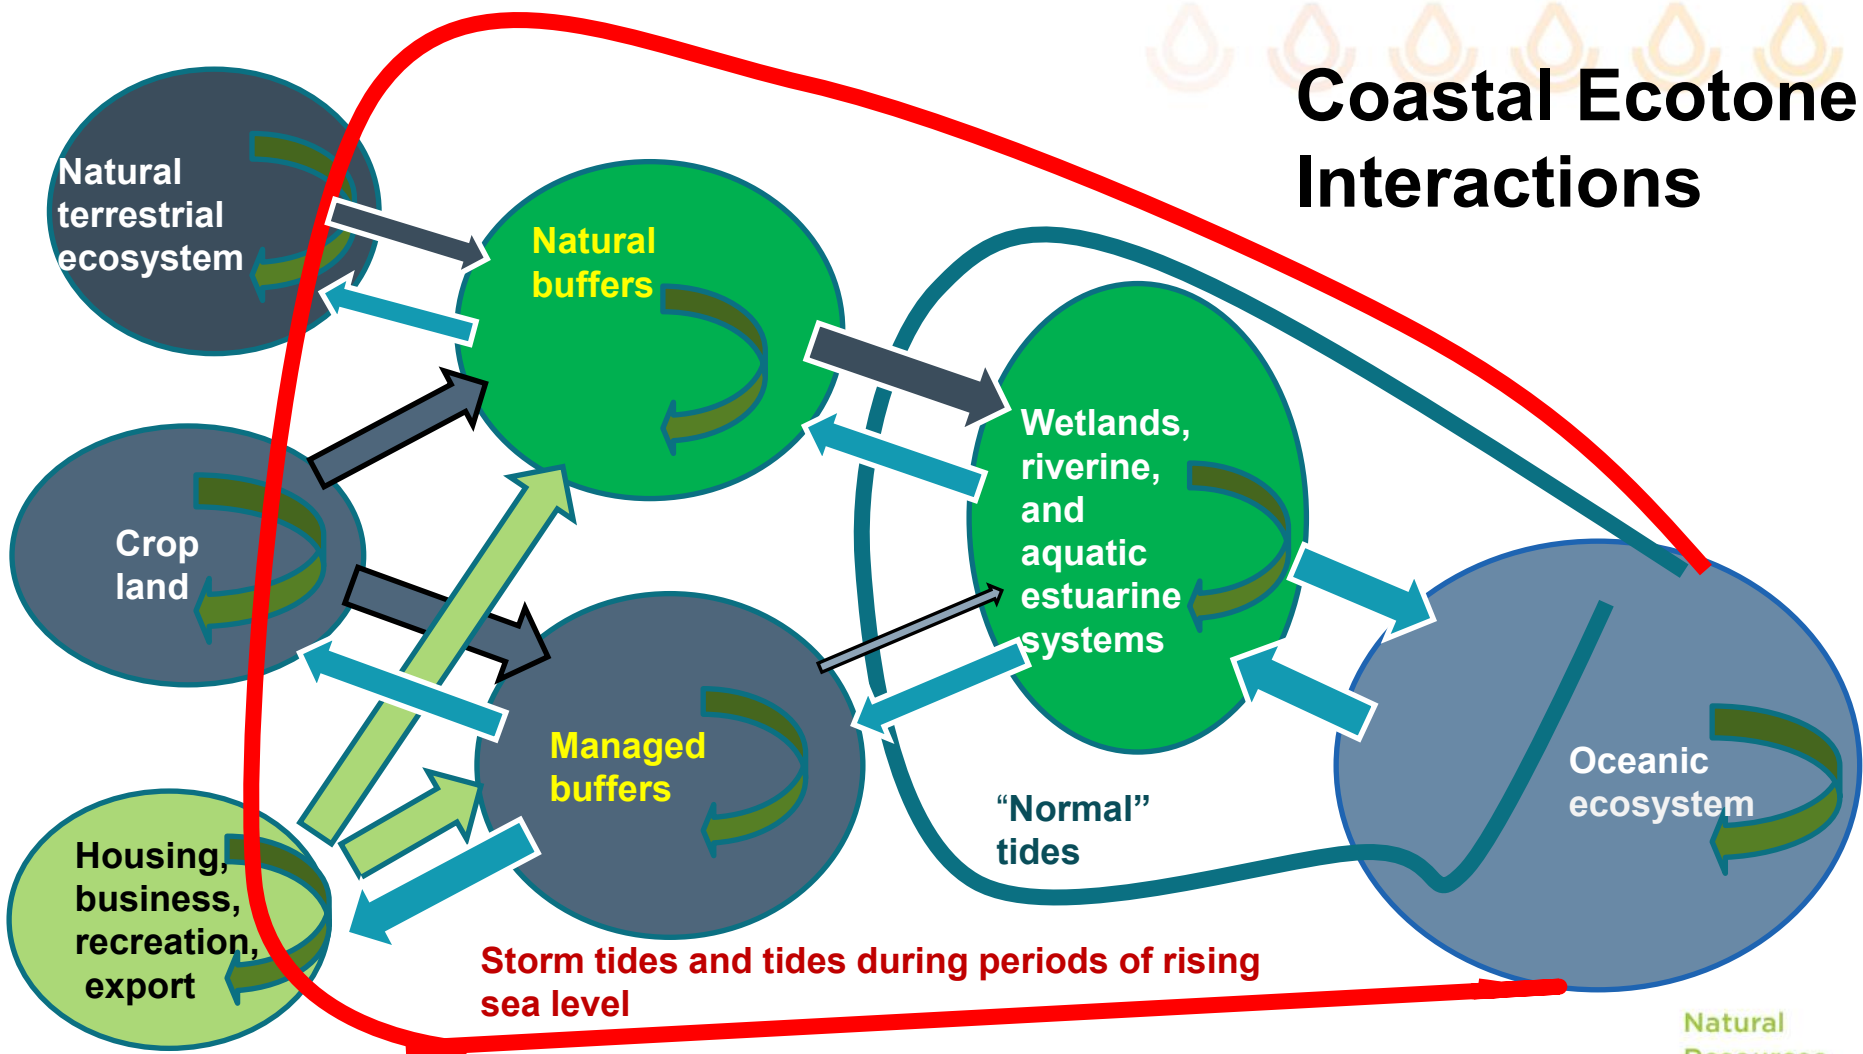 Coastal Ecotone
Interactions
Natural
terrestrial
ecosystem
Natural
buffers
Wetlands,
riverine,
and
aquatic
estuarine
systems
Crop
land
Managed
buffers
Oceanic
ecosystem
“Normal”
tides
Housing,
business,
recreation,
export
Storm tides and tides during periods of rising
sea level
Natural